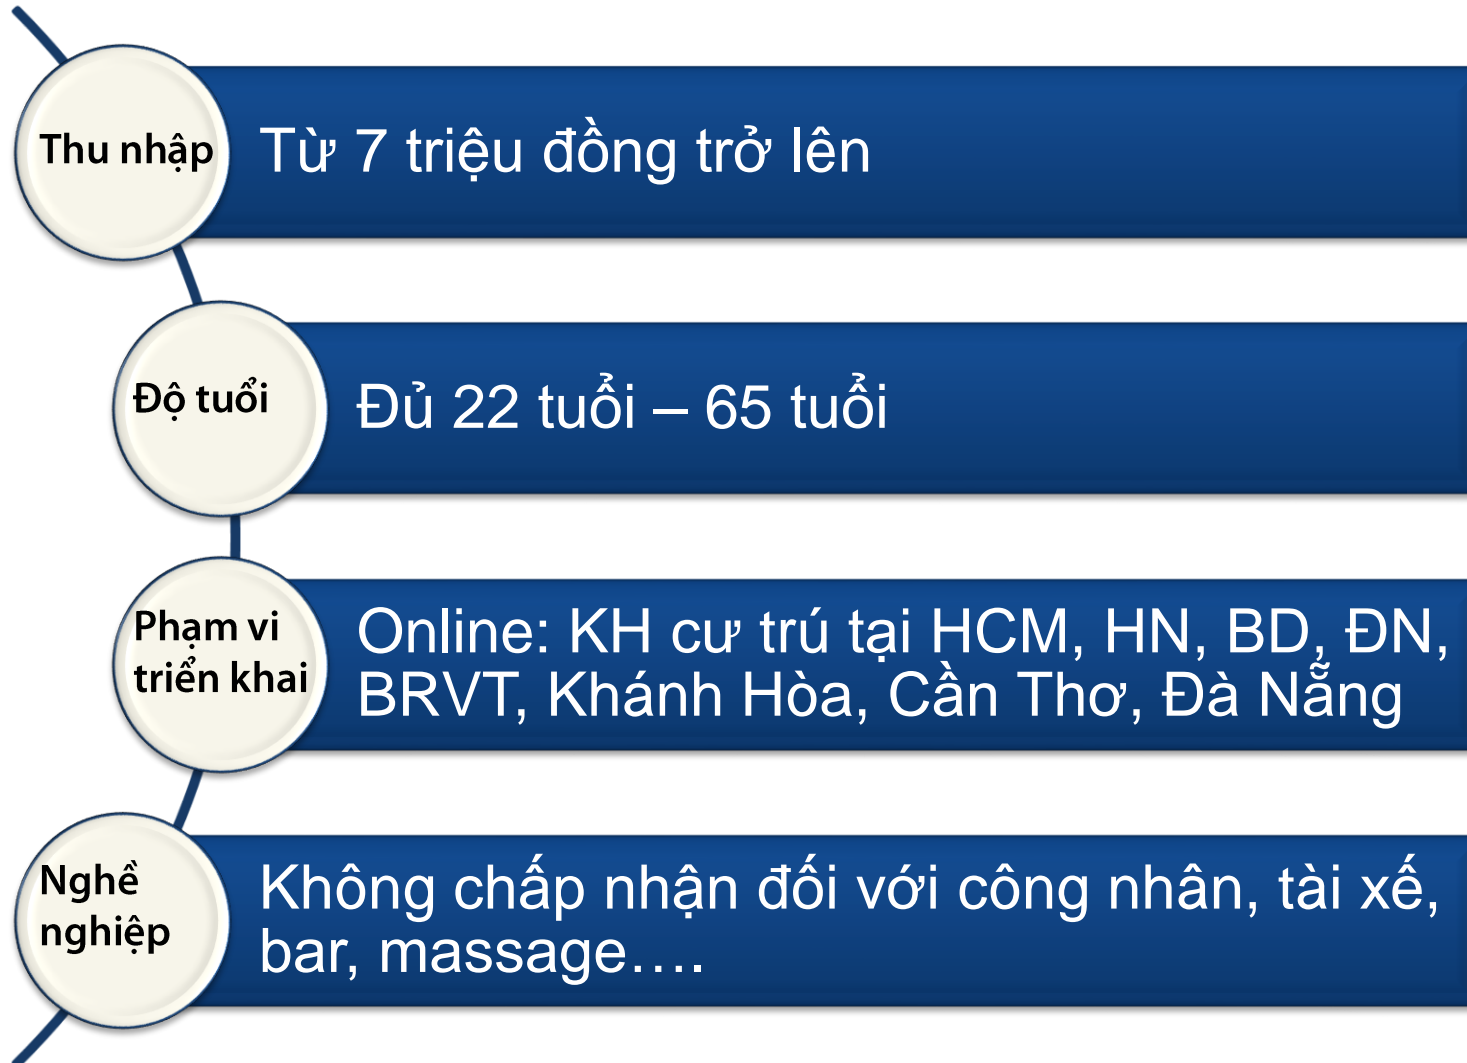 Thu nhập
Từ 7 triệu đồng trở lên
Độ tuổi
Đủ 22 tuổi – 65 tuổi
Phạm vi
triển khai
Online: KH cư trú tại HCM, HN, BD, ĐN,
BRVT, Khánh Hòa, Cần Thơ, Đà Nẵng
Nghề
nghiệp
Không chấp nhận đối với công nhân, tài xế,
bar, massage….